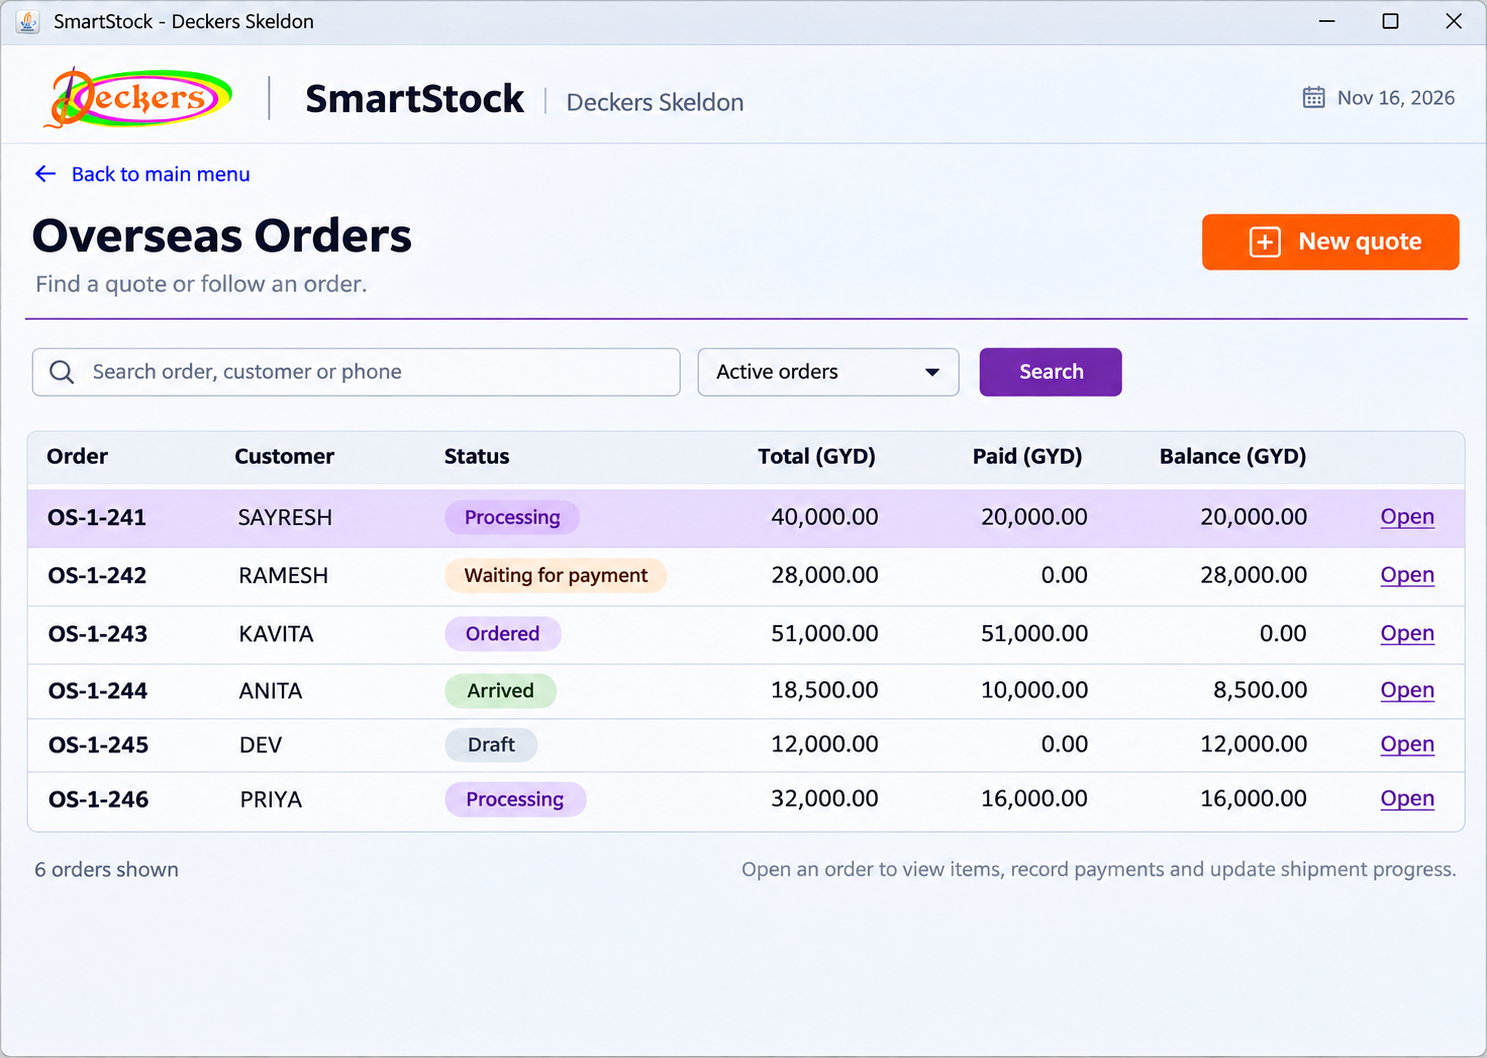 SmartStock - Deckers Skeldon
Deckers
SmartStock
Deckers Skeldon
Nov 16, 2026
Back to main menu
Overseas Orders
New quote
Find a quote or follow an order.
Search order, customer or phone
Active orders
Search
Order Customer Status Total (GYD) Paid (GYD) Balance (GYD)
OS-1-241 SAYRESH Processing 40,000.00 20,000.00 20,000.00 Open
OS-1-242 RAMESH Waiting for payment 28,000.00 0.00 28,000.00 Open
OS-1-243 KAVITA Ordered 51,000.00 51,000.00 0.00 Open
OS-1-244 ANITA Arrived 18,500.00 10,000.00 8,500.00 Open
OS-1-245 DEV Draft 12,000.00 0.00 12,000.00 Open
OS-1-246 PRIYA Processing 32,000.00 16,000.00 16,000.00 Open
6 orders shown
Open an order to view items, record payments and update shipment progress.